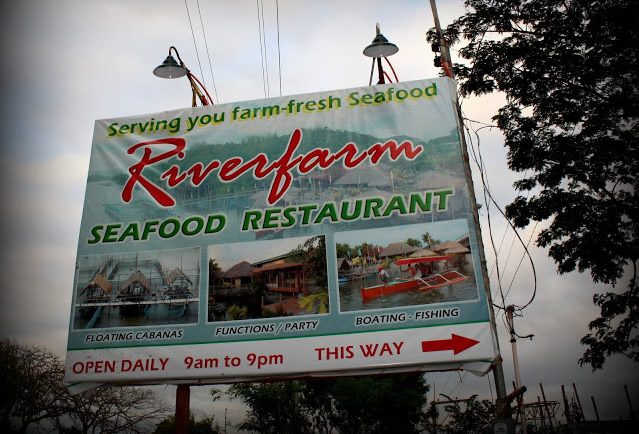 Serving you farm-fresh Seafood
Riverfarm
SEAFOOD RESTAURANT
FLOATING CABAÑAS
FUNCTIONS / PARTY
BOATING - FISHING
OPEN DAILY 9am to 9pm THIS WAY